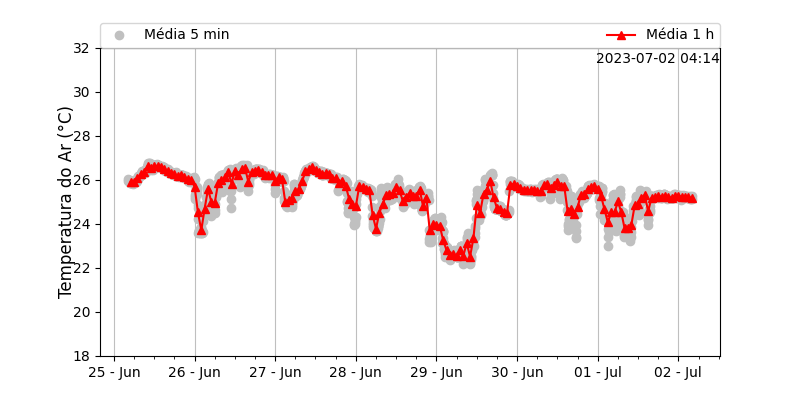 Média 5 min
Média 1 h
2023-07-02 04:14
Temperatura do Ar (°C)
32
30
28
26
24
22
20
18
25 - Jun
26 - Jun
27 - Jun
28 - Jun
29 - Jun
30 - Jun
01 - Jul
02 - Jul